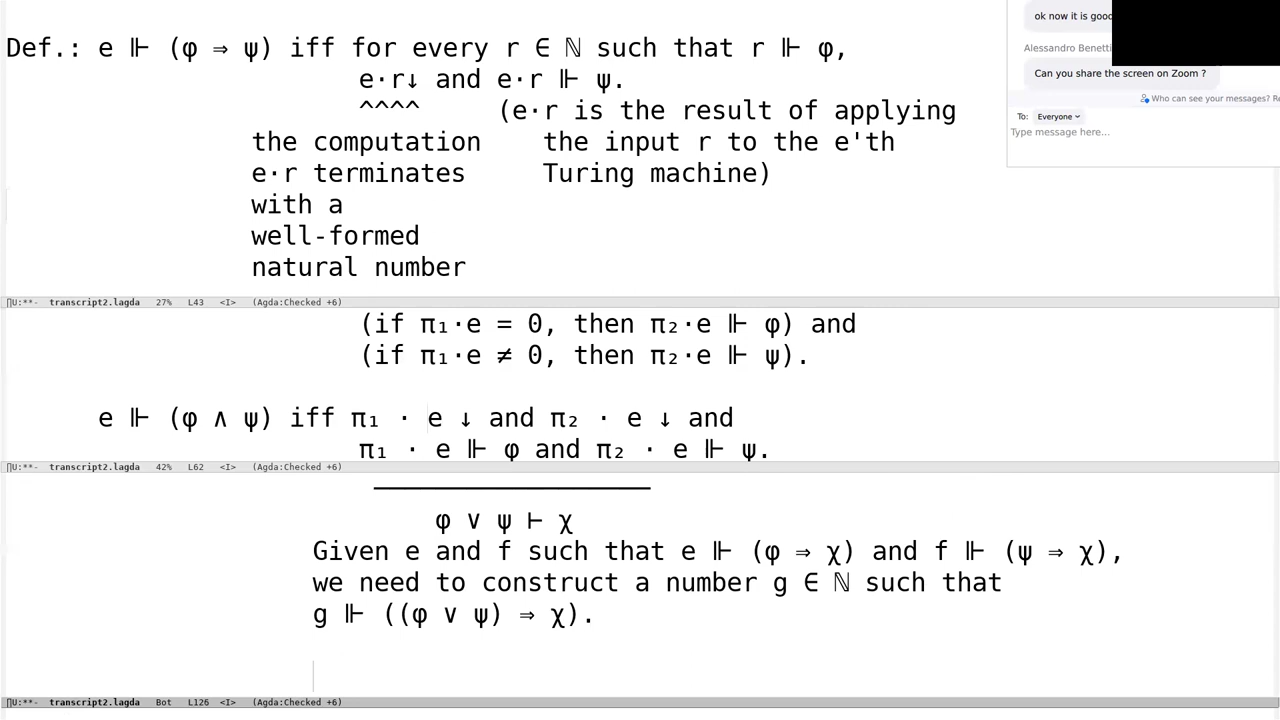 Def.: e ⊩ (φ ⇒ ψ) iff for every r ∈ ℕ such that r ⊩ φ,
e·r↓ and e·r ⊩ ψ.
^^^^ (e·r is the result of applying
the computation the input r to the e'th
e·r terminates Turing machine)
with a
well-formed
natural number
ok now it is good
Alessandro Benetti
Can you share the screen on Zoom ?
Who can see your messages?
To: Everyone
Type message here...
U:**- transcript2.lagda 27% L43 <I> (Agda:Checked +6)
(if π₁·e = 0, then π₂·e ⊩ φ) and
(if π₁·e ≠ 0, then π₂·e ⊩ ψ).
e ⊩ (φ ∧ ψ) iff π₁ · e ↓ and π₂ · e ↓ and
π₁ · e ⊩ φ and π₂ · e ⊩ ψ.
U:**- transcript2.lagda 42% L62 <I> (Agda:Checked +6)
φ ∨ ψ ⊢ χ
Given e and f such that e ⊩ (φ ⇒ χ) and f ⊩ (ψ ⇒ χ),
we need to construct a number g ∈ ℕ such that
g ⊩ ((φ ∨ ψ) ⇒ χ).
U:**- transcript2.lagda Bot L126 <I> (Agda:Checked +6)